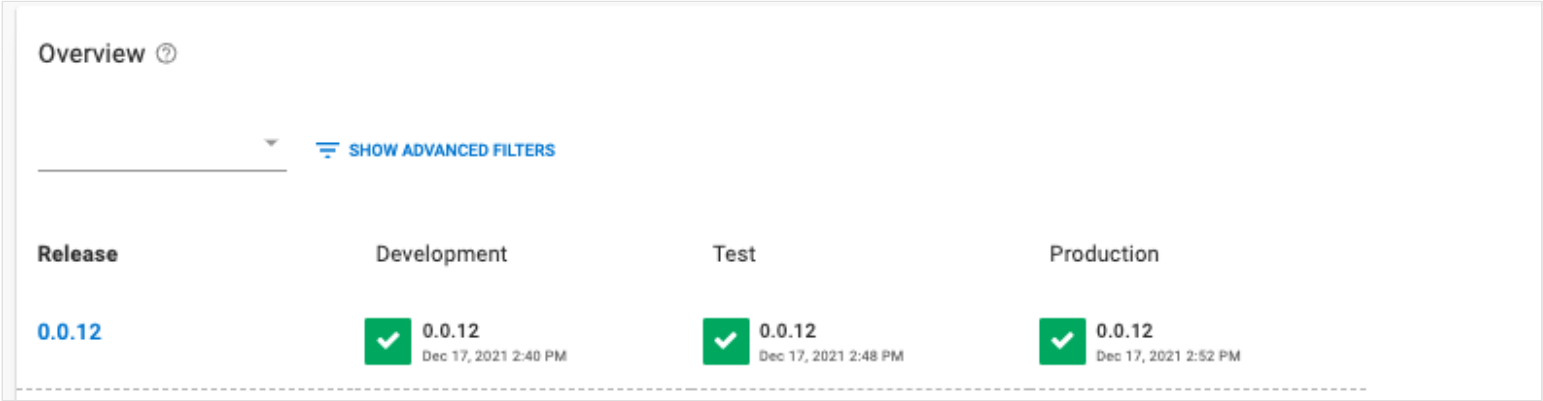 Overview
SHOW ADVANCED FILTERS
Release Development Test Production
0.0.12 0.0.12 0.0.12 0.0.12
Dec 17, 2021 2:40 PM Dec 17, 2021 2:48 PM Dec 17, 2021 2:52 PM